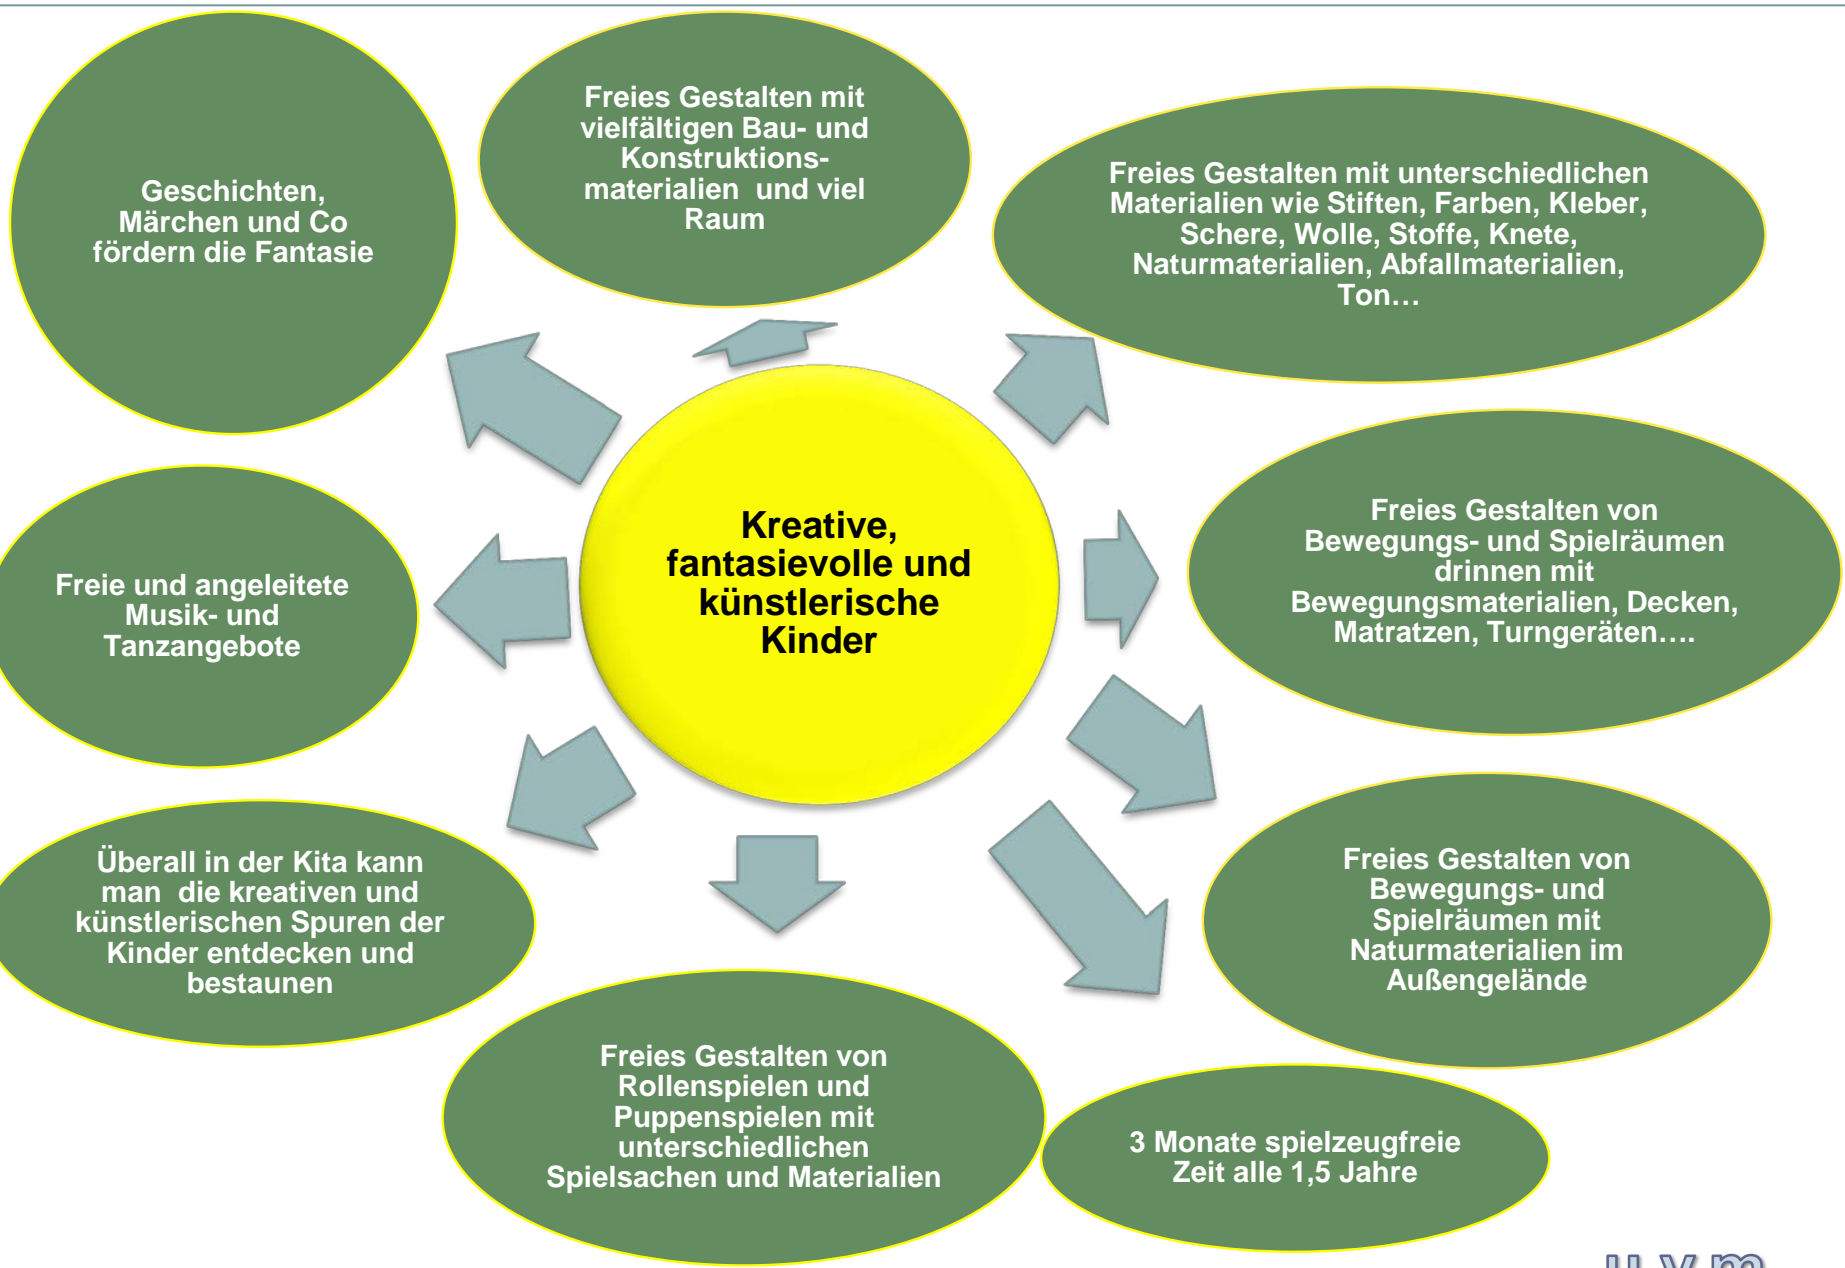 Geschichten,
Märchen und Co
fördern die Fantasie
Freies Gestalten mit
vielfältigen Bau- und
Konstruktions-
materialien und viel
Raum
Freies Gestalten mit unterschiedlichen
Materialien wie Stiften, Farben, Kleber,
Schere, Wolle, Stoffe, Knete,
Naturmaterialien, Abfallmaterialien,
Ton…
Kreative,
fantasievolle und
künstlerische
Kinder
Freies Gestalten von
Bewegungs- und Spielräumen
drinnen mit
Bewegungsmaterialien, Decken,
Matratzen, Turngeräten….
Freie und angeleitete
Musik- und
Tanzangebote
Überall in der Kita kann
man die kreativen und
künstlerischen Spuren der
Kinder entdecken und
bestaunen
Freies Gestalten von
Bewegungs- und
Spielräumen mit
Naturmaterialien im
Außengelände
Freies Gestalten von
Rollenspielen und
Puppenspielen mit
unterschiedlichen
Spielsachen und Materialien
3 Monate spielzeugfreie
Zeit alle 1,5 Jahre
u.v.m